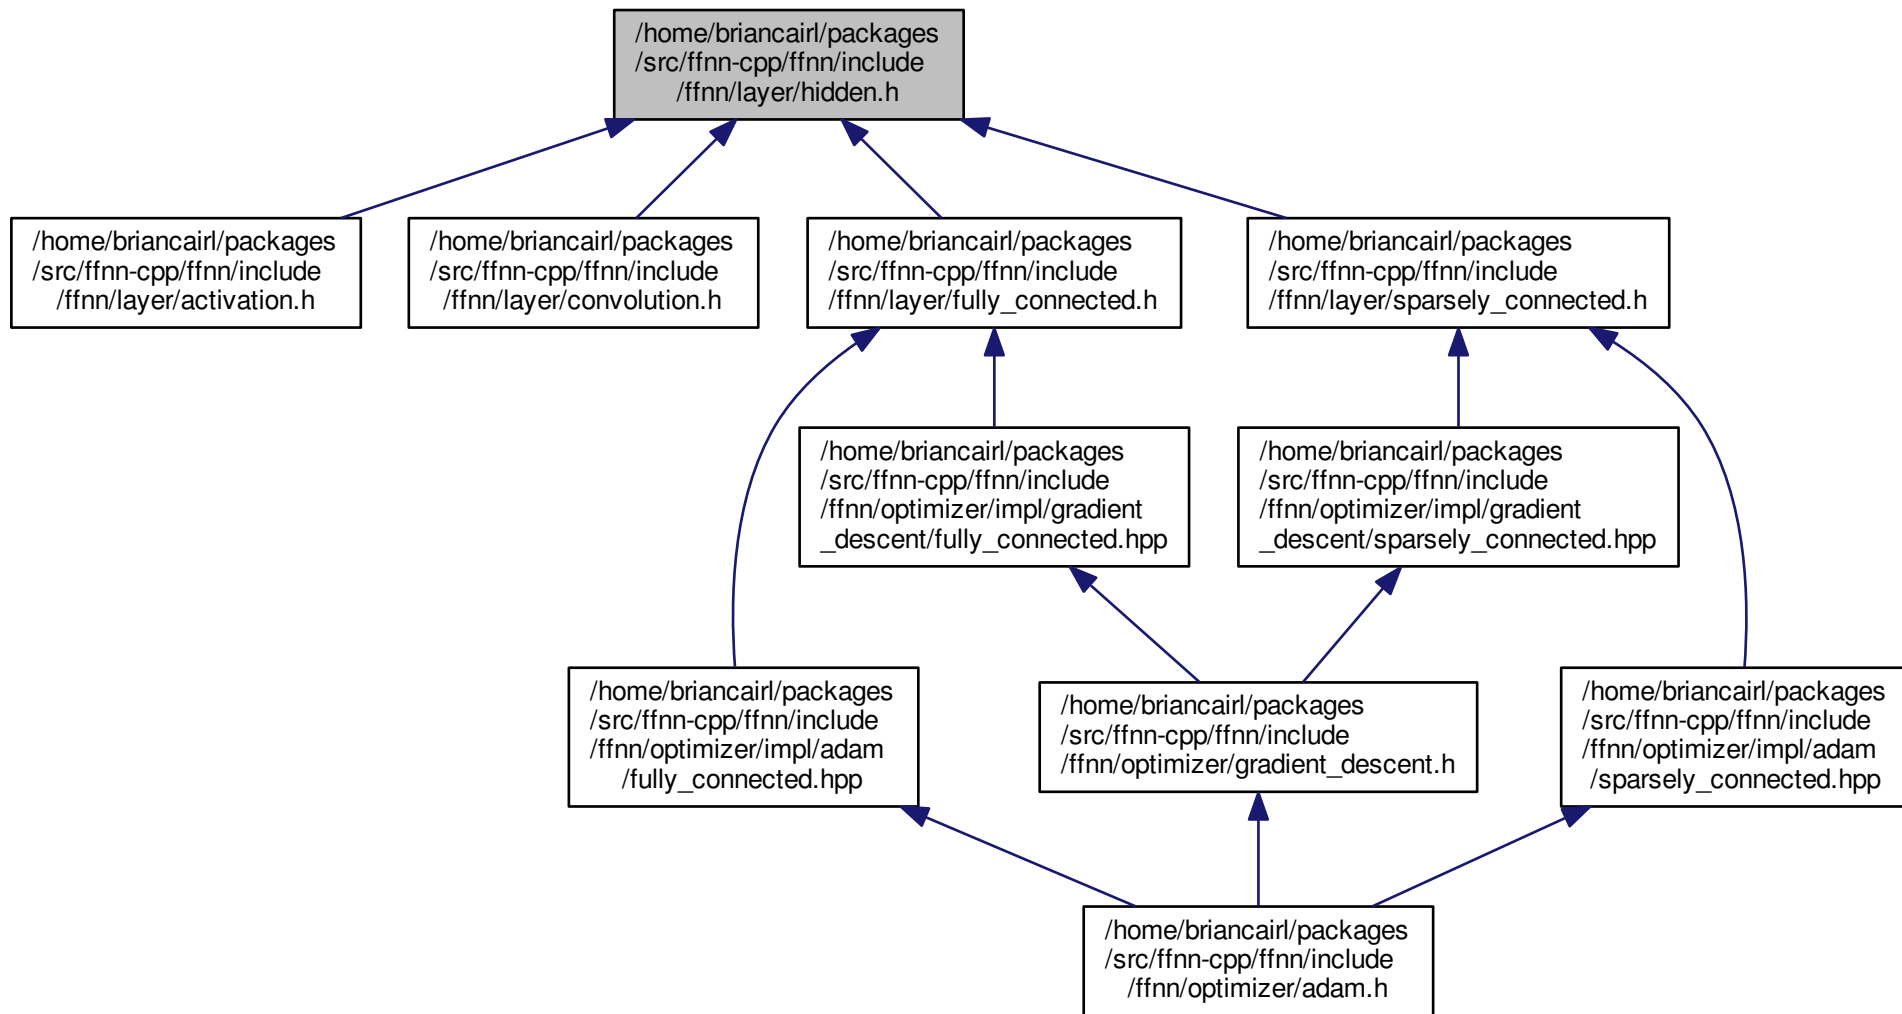 /home/briancairl/packages
/src/ffnn-cpp/ffnn/include
/ffnn/layer/hidden.h
/home/briancairl/packages
/src/ffnn-cpp/ffnn/include
/ffnn/layer/activation.h
/home/briancairl/packages
/src/ffnn-cpp/ffnn/include
/ffnn/layer/convolution.h
/home/briancairl/packages
/src/ffnn-cpp/ffnn/include
/ffnn/layer/fully_connected.h
/home/briancairl/packages
/src/ffnn-cpp/ffnn/include
/ffnn/layer/sparsely_connected.h
/home/briancairl/packages
/src/ffnn-cpp/ffnn/include
/ffnn/optimizer/impl/gradient
_descent/fully_connected.hpp
/home/briancairl/packages
/src/ffnn-cpp/ffnn/include
/ffnn/optimizer/impl/gradient
_descent/sparsely_connected.hpp
/home/briancairl/packages
/src/ffnn-cpp/ffnn/include
/ffnn/optimizer/impl/adam
/fully_connected.hpp
/home/briancairl/packages
/src/ffnn-cpp/ffnn/include
/ffnn/optimizer/gradient_descent.h
/home/briancairl/packages
/src/ffnn-cpp/ffnn/include
/ffnn/optimizer/impl/adam
/sparsely_connected.hpp
/home/briancairl/packages
/src/ffnn-cpp/ffnn/include
/ffnn/optimizer/adam.h